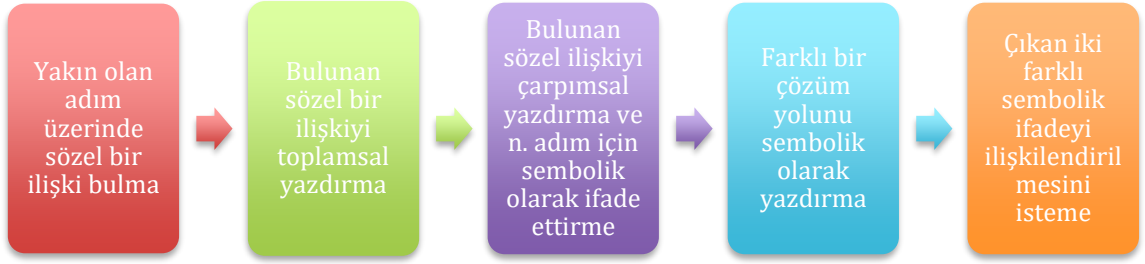 Yakın olan
adım
üzerinde
sözel bir
ilişki bulma
Bulunan
sözel bir
ilişkiyi
toplamsal
yazdırma
Bulunan
sözel ilişkiyi
çarpımsal
yazdırma ve
n. adım için
sembolik
olarak ifade
ettirme
Farklı bir
çözüm
yolunu
sembolik
olarak
yazdırma
Çıkan iki
farklı
sembolik
ifadeyi
ilişkilendiril
mesini
isteme